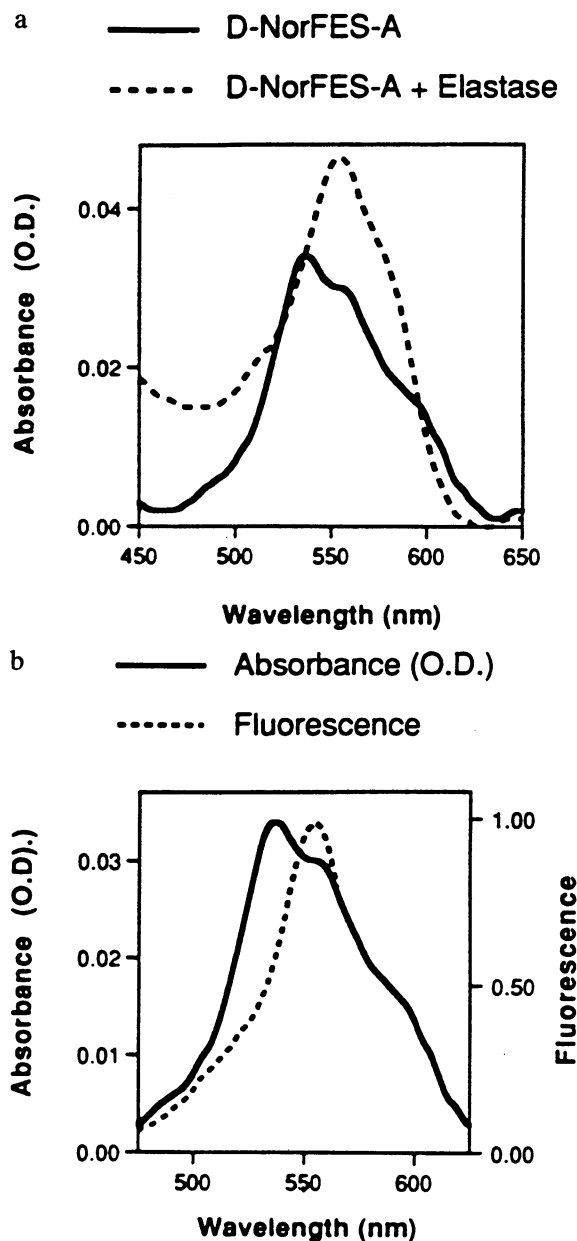 a
D-NorFES-A
D-NorFES-A + Elastase
Absorbance (O.D.)
0.04
0.02
0.00
450 500 550 600 650
Wavelength (nm)
b
Absorbance (O.D.)
Fluorescence
Absorbance (O.D).)
0.03
0.02
0.01
0.00
1.00
0.50
0.00
Fluorescence
500 550 600
Wavelength (nm)